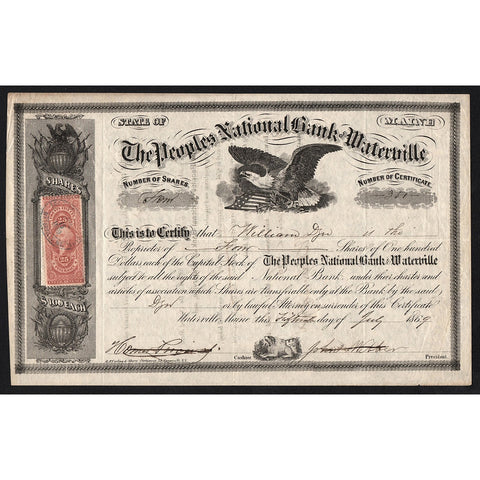 STATE OF MAINE
The Peoples National Bank of Waterville
NUMBER OF SHARES
NUMBER OF CERTIFICATE
SHARES
This is to Certify that William Dyer is the
Proprietor of Shares of One hundred
Dollars each of the Capital Stock of The Peoples National Bank of Waterville
subject to all the rights of the said National Bank, under their charter and
articles of association which Shares are transferable only at the Bank by the said
Dyer or by lawful Attorney on surrender of this Certificate
Waterville, Maine this Fifteenth day of July 1869
$100 EACH
25
Cashier
President